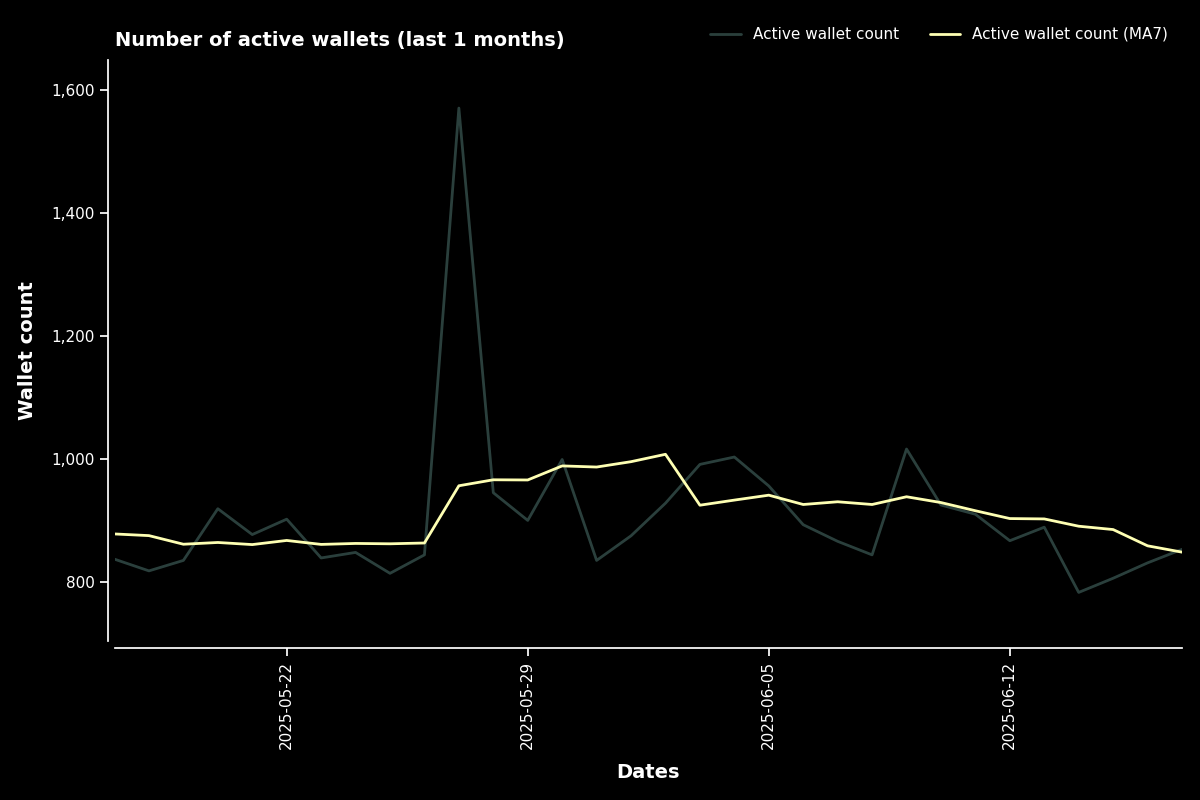 Number of active wallets (last 1 months)
Active wallet count
Active wallet count (MA7)
1,600
1,400
1,200
1,000
800
Wallet count
2025-05-22
2025-05-29
2025-06-05
2025-06-12
Dates